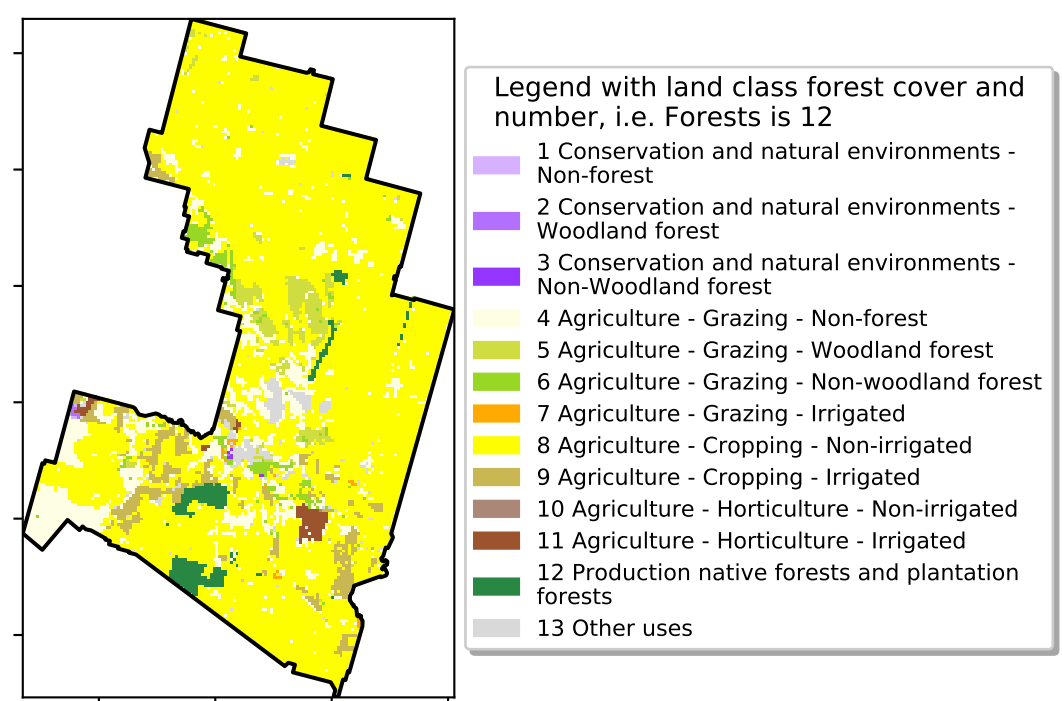 Legend with land class forest cover and
number, i.e. Forests is 12
1 Conservation and natural environments -
Non-forest
2 Conservation and natural environments -
Woodland forest
3 Conservation and natural environments -
Non-Woodland forest
4 Agriculture - Grazing - Non-forest
5 Agriculture - Grazing - Woodland forest
6 Agriculture - Grazing - Non-woodland forest
7 Agriculture - Grazing - Irrigated
8 Agriculture - Cropping - Non-irrigated
9 Agriculture - Cropping - Irrigated
10 Agriculture - Horticulture - Non-irrigated
11 Agriculture - Horticulture - Irrigated
12 Production native forests and plantation
forests
13 Other uses